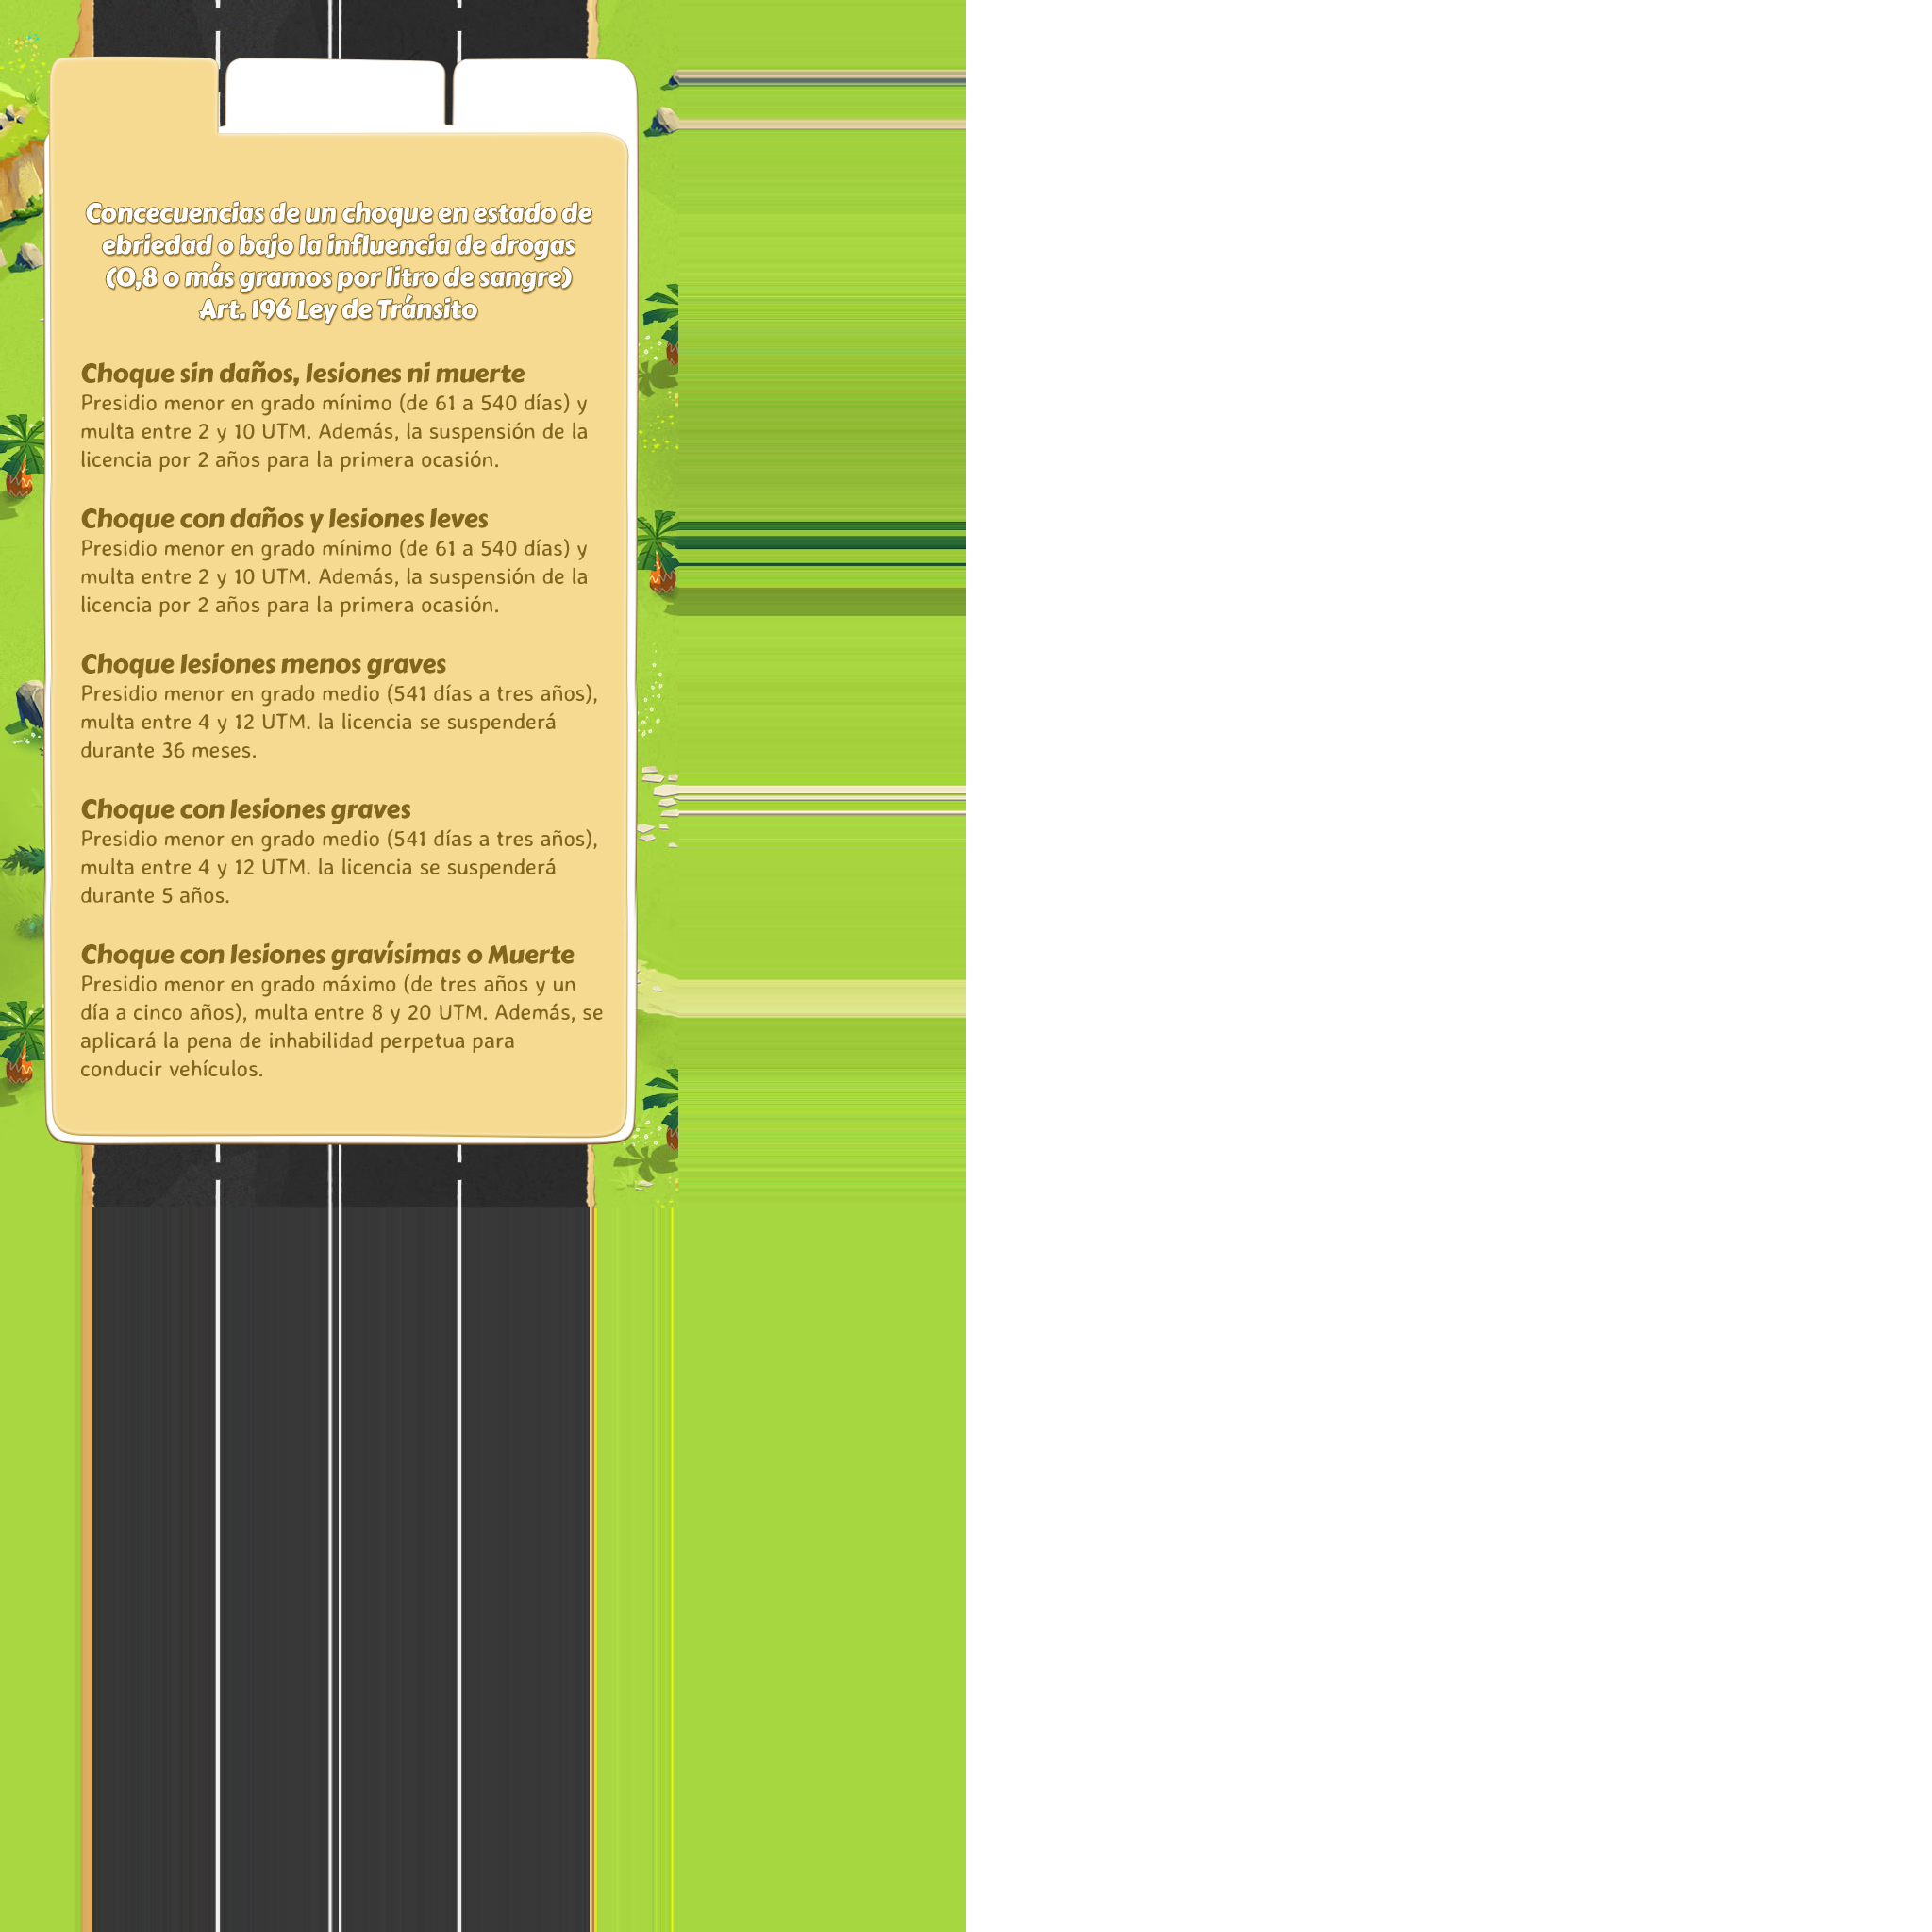 Concecuencias de un choque en estado de
ebriedad o bajo la influencia de drogas
(0,8 o más gramos por litro de sangre)
Art. 196 Ley de Tránsito
Choque sin daños, lesiones ni muerte
Presidio menor en grado mínimo (de 61 a 540 días) y
multa entre 2 y 10 UTM. Además, la suspensión de la
licencia por 2 años para la primera ocasión.
Choque con daños y lesiones leves
Presidio menor en grado mínimo (de 61 a 540 días) y
multa entre 2 y 10 UTM. Además, la suspensión de la
licencia por 2 años para la primera ocasión.
Choque lesiones menos graves
Presidio menor en grado medio (541 días a tres años),
multa entre 4 y 12 UTM. la licencia se suspenderá
durante 36 meses.
Choque con lesiones graves
Presidio menor en grado medio (541 días a tres años),
multa entre 4 y 12 UTM. la licencia se suspenderá
durante 5 años.
Choque con lesiones gravísimas o Muerte
Presidio menor en grado máximo (de tres años y un
día a cinco años), multa entre 8 y 20 UTM. Además, se
aplicará la pena de inhabilidad perpetua para
conducir vehículos.